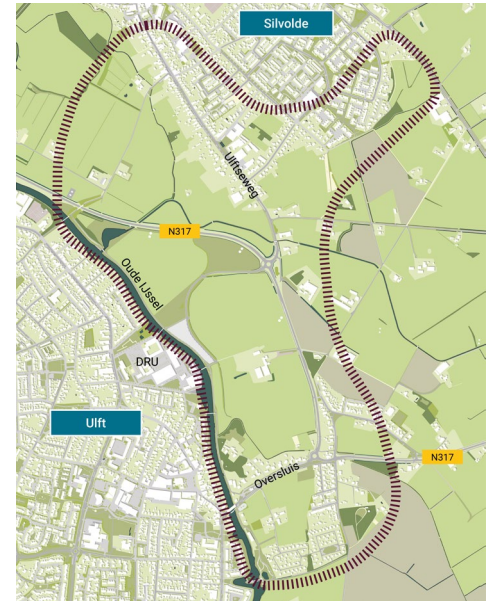 Silvolde
Ulftseweg
N317
Oude IJssel
DRU
Ulft
N317
Oversluis